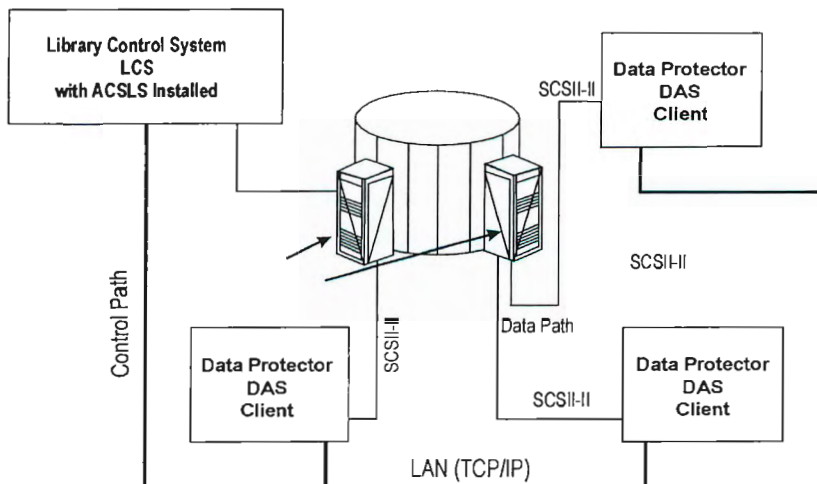 Library Control System
LCS
with ACSLS Installed
Data Protector
DAS
Client
SCSII-II
SCSII-II
Control Path
SCSII-II
Data Path
Data Protector
DAS
Client
SCSII-II
Data Protector
DAS
Client
LAN (TCP/IP)